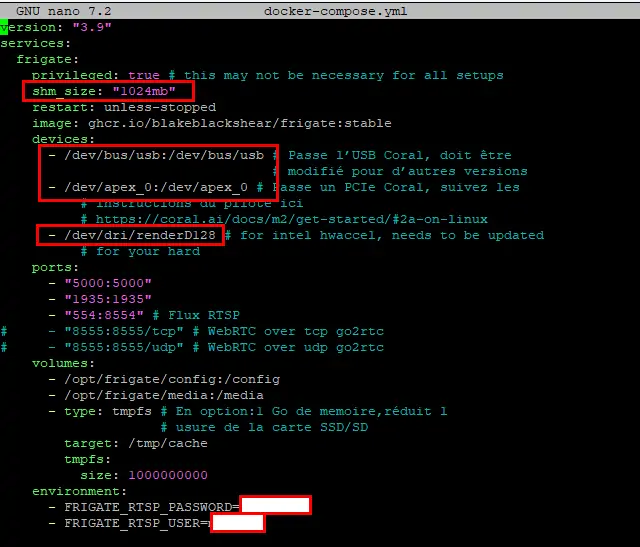 GNU nano 7.2 docker-compose.yml
version: "3.9"
services:
  frigate:
    privileged: true # this may not be necessary for all setups
    shm_size: "1024mb"
    restart: unless-stopped
    image: ghcr.io/blakeblackshear/frigate:stable
    devices:
      - /dev/bus/usb:/dev/bus/usb # Passe l’USB Coral, doit être
                                  # modifié pour d’autres versions
      - /dev/apex_0:/dev/apex_0 # Passe un PCIe Coral, suivez les
          # instructions du pilote ici
          # https://coral.ai/docs/m2/get-started/#2a-on-linux
      - /dev/dri/renderD128 # for intel hwaccel, needs to be updated
          # for your hard
    ports:
      - "5000:5000"
      - "1935:1935"
      - "554:8554" # Flux RTSP
#     - "8555:8555/tcp" # WebRTC over tcp go2rtc
#     - "8555:8555/udp" # WebRTC over udp go2rtc
    volumes:
      - /opt/frigate/config:/config
      - /opt/frigate/media:/media
      - type: tmpfs # En option:1 Go de memoire,réduit l
                    # usure de la carte SSD/SD
        target: /tmp/cache
        tmpfs:
          size: 1000000000
    environment:
      - FRIGATE_RTSP_PASSWORD=
      - FRIGATE_RTSP_USER=